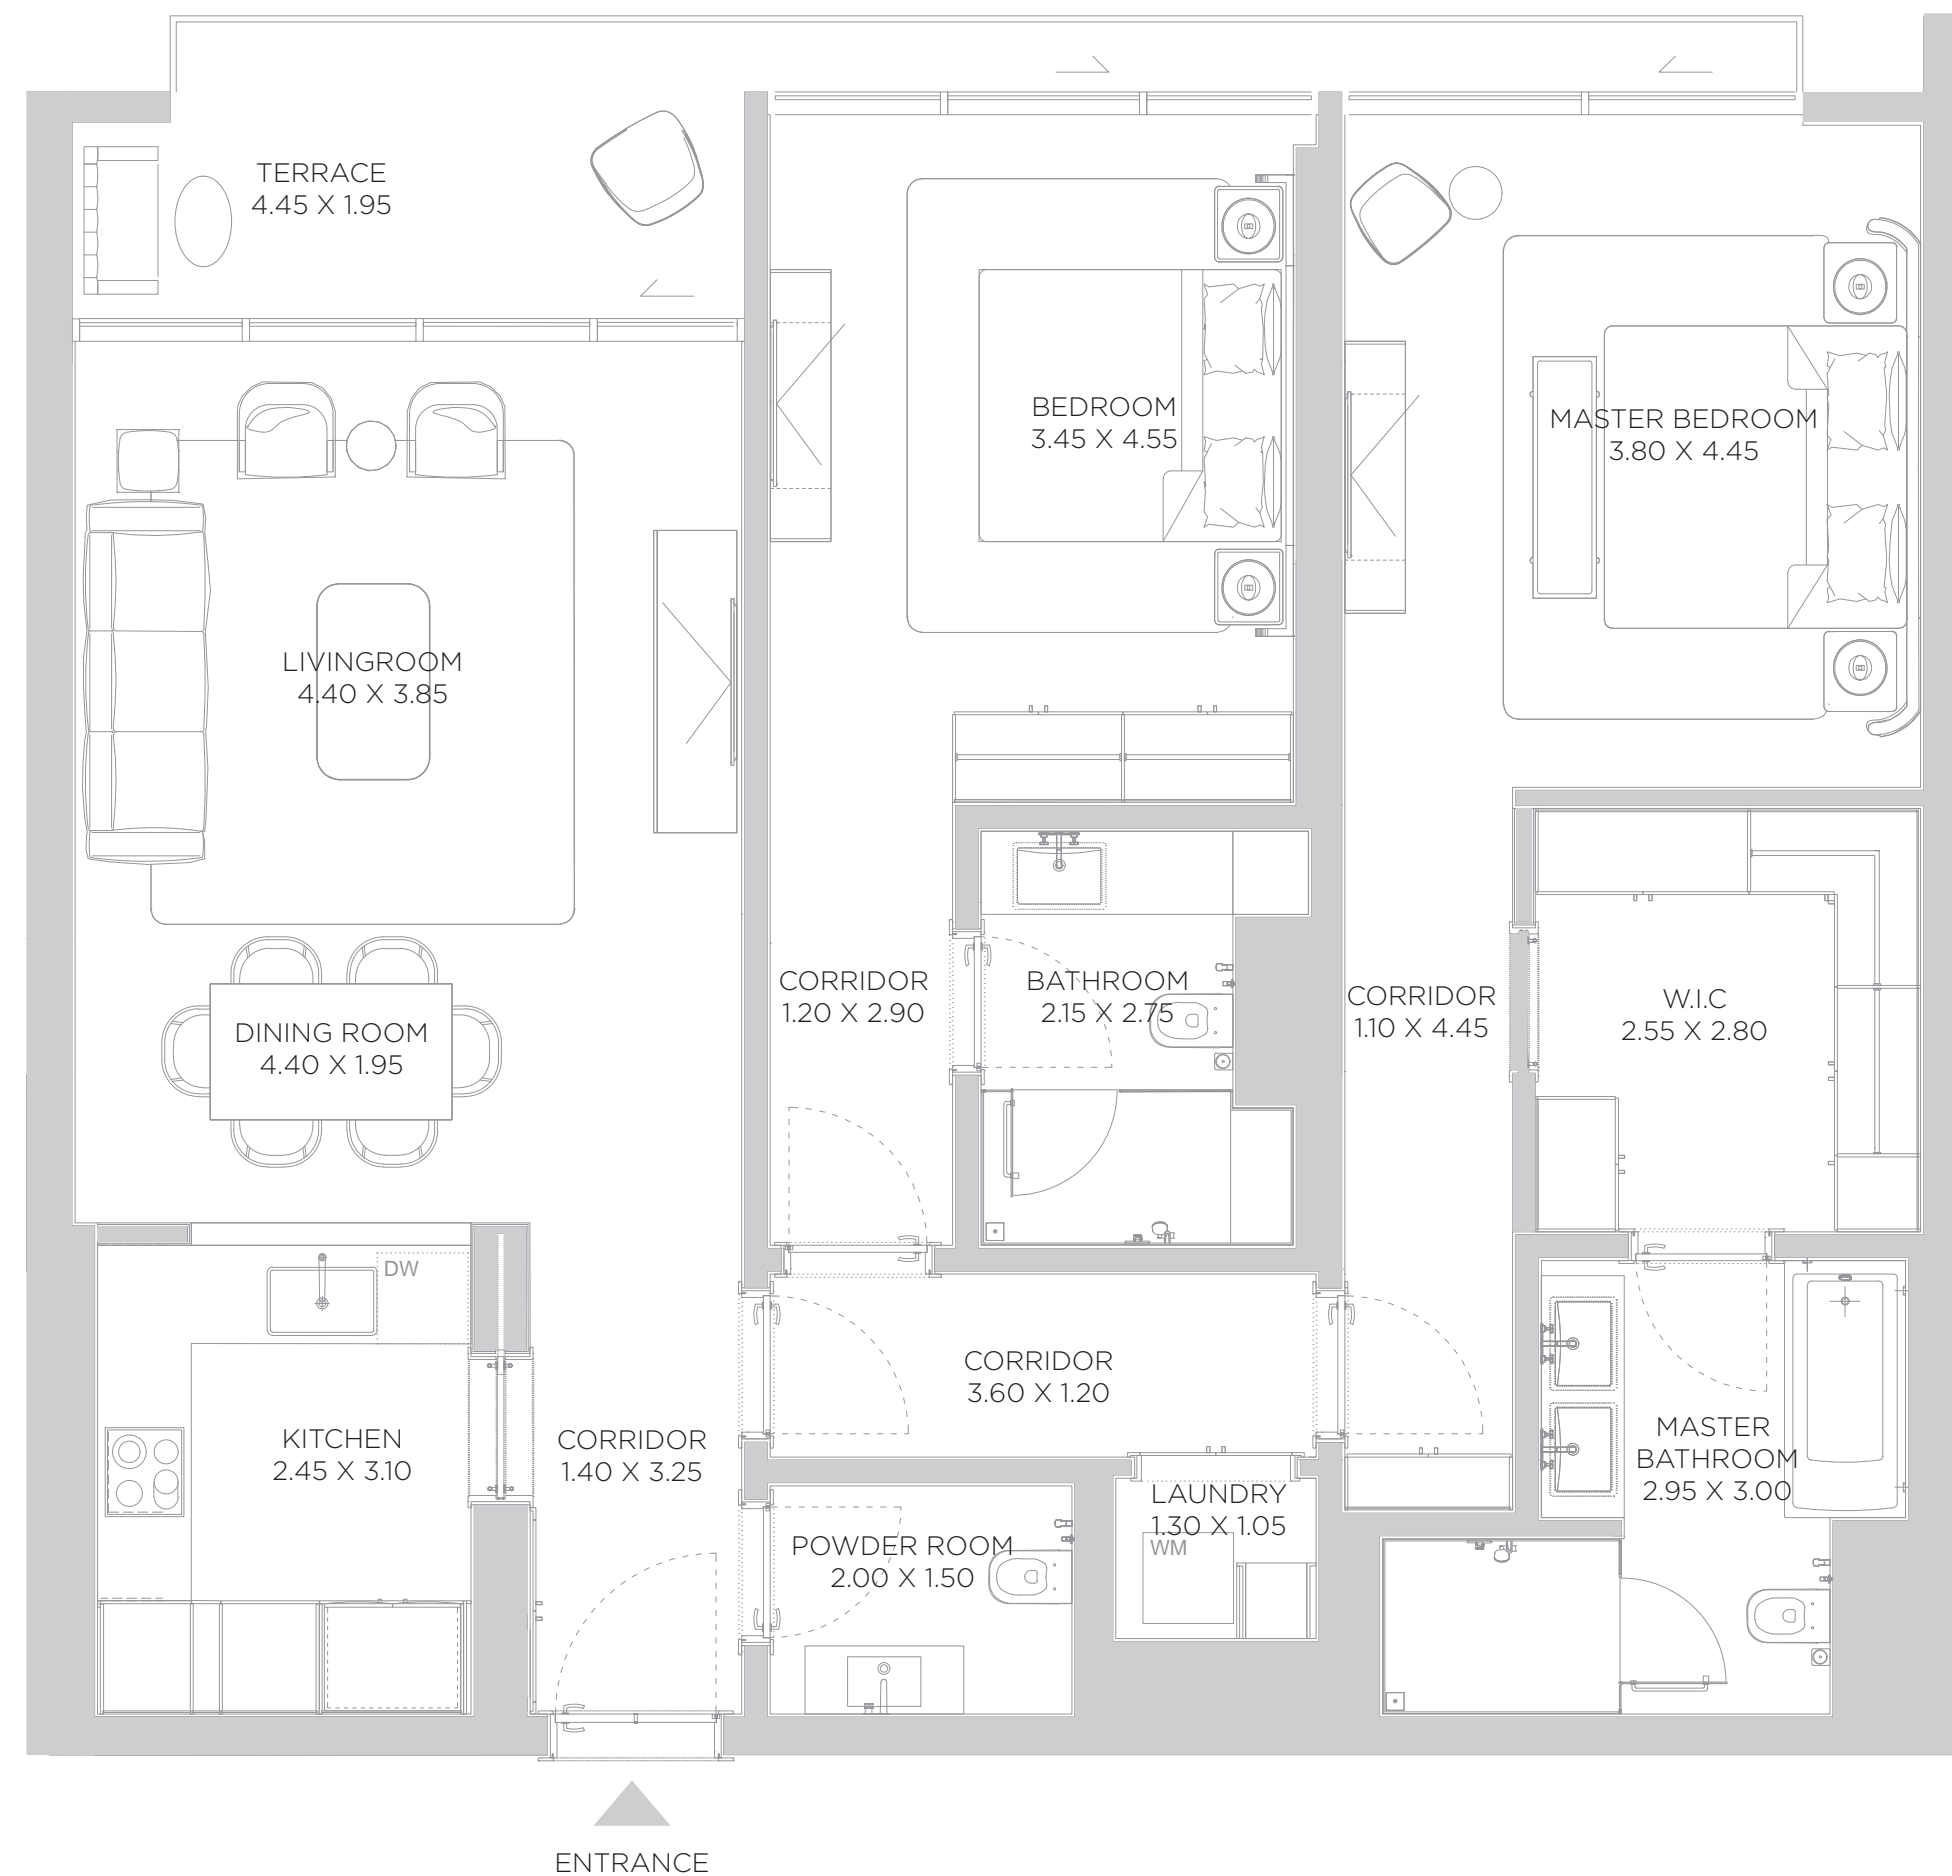 TERRACE
4.45 X 1.95
BEDROOM
3.45 X 4.55
MASTER BEDROOM
3.80 X 4.45
LIVINGROOM
4.40 X 3.85
DINING ROOM
4.40 X 1.95
CORRIDOR
1.20 X 2.90
BATHROOM
2.15 X 2.75
CORRIDOR
1.10 X 4.45
W.I.C
2.55 X 2.80
DW
KITCHEN
2.45 X 3.10
CORRIDOR
1.40 X 3.25
CORRIDOR
3.60 X 1.20
POWDER ROOM
2.00 X 1.50
LAUNDRY
1.30 X 1.05
WM
MASTER
BATHROOM
2.95 X 3.00
ENTRANCE